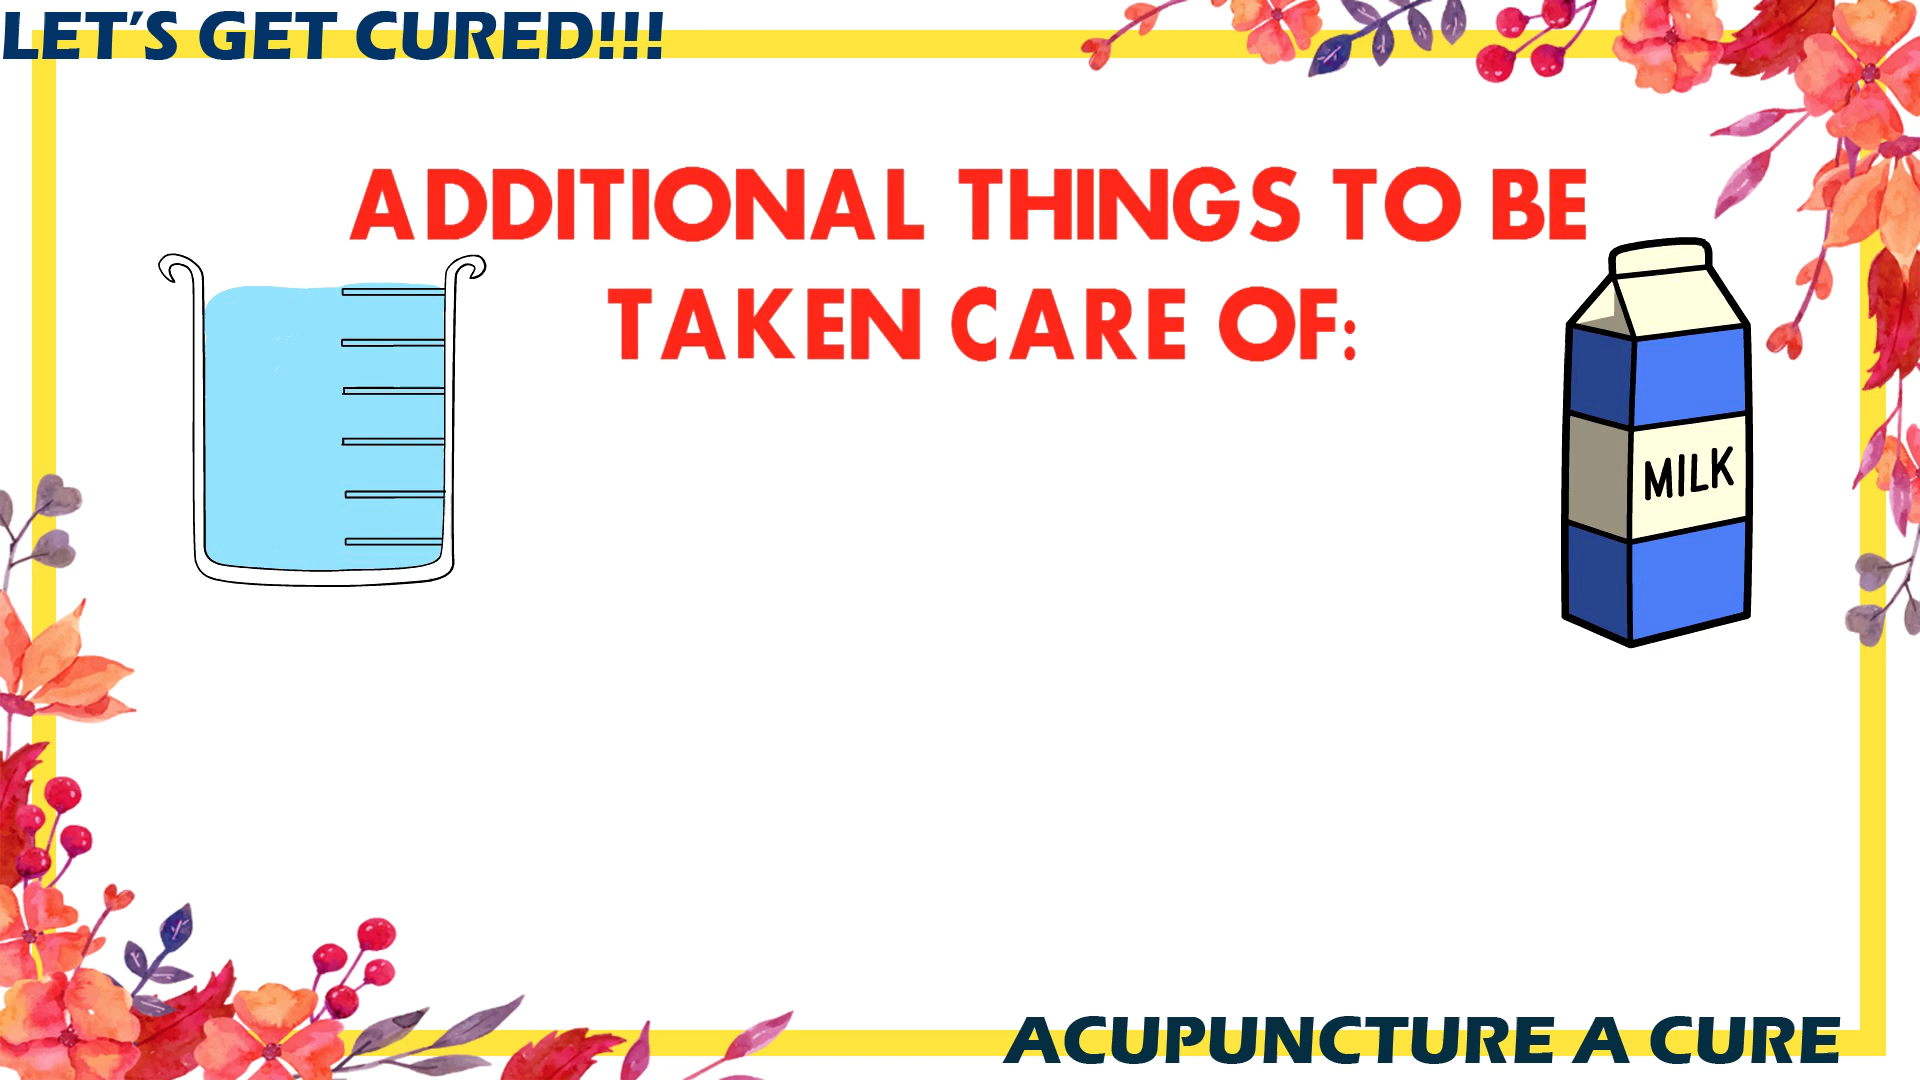 LET'S GET CURED!!!
ADDITIONAL THINGS TO BE
TAKEN CARE OF:
MILK
ACUPUNCTURE A CURE